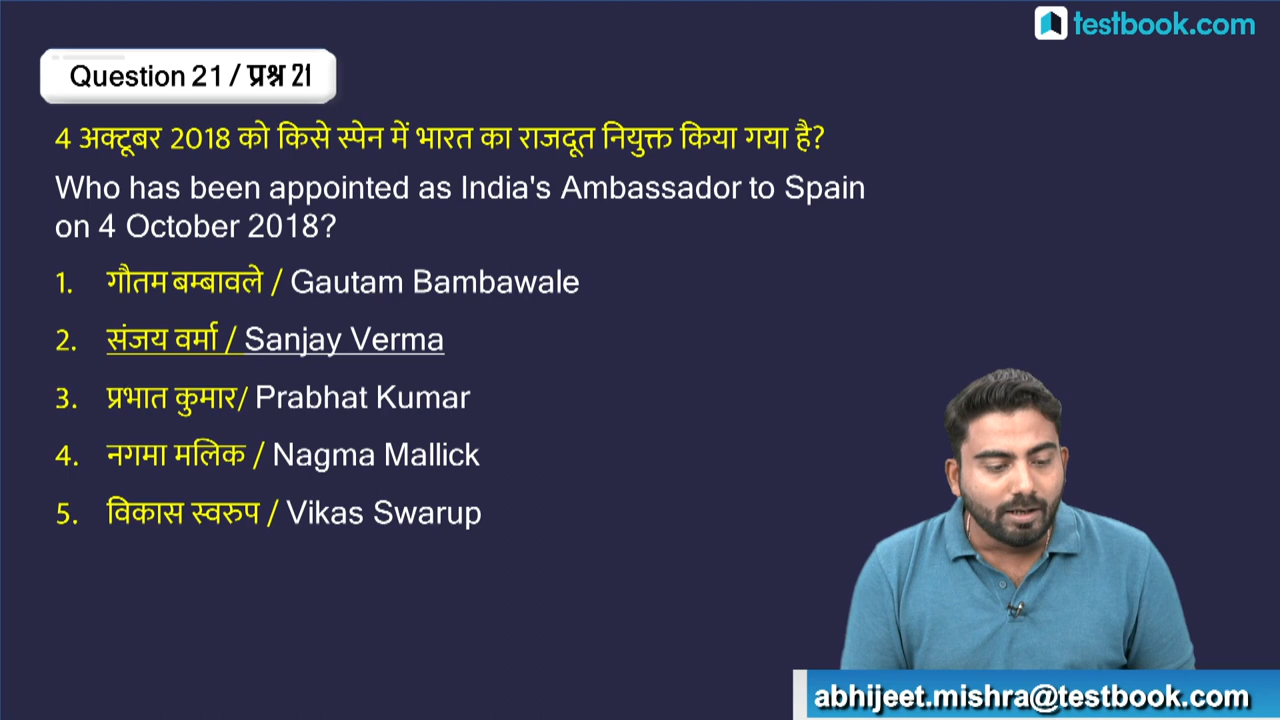 testbook.com
Question 21 / प्रश्न 21
4 अक्टूबर 2018 को किसे स्पेन में भारत का राजदूत नियुक्त किया गया है?
Who has been appointed as India's Ambassador to Spain
on 4 October 2018?
1. गौतम बम्बावले / Gautam Bambawale
2. संजय वर्मा / Sanjay Verma
3. प्रभात कुमार/ Prabhat Kumar
4. नगमा मलिक / Nagma Mallick
5. विकास स्वरुप / Vikas Swarup
abhijeet.mishra@testbook.com